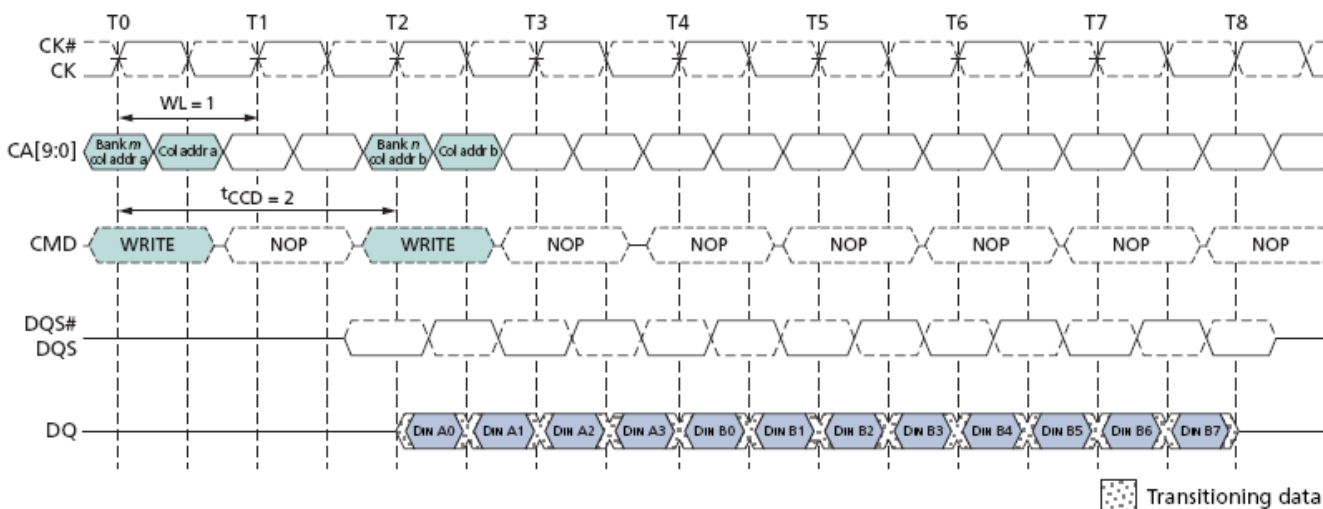 T0 T1 T2 T3 T4 T5 T6 T7 T8
CK#
CK
WL = 1
CA[9:0] Bank m col addr a Col addr a Bank n col addr b Col addr b
tCCD = 2
CMD WRITE NOP WRITE NOP NOP NOP NOP NOP NOP
DQS#
DQS
DQ DIN A0 DIN A1 DIN A2 DIN A3 DIN B0 DIN B1 DIN B2 DIN B3 DIN B4 DIN B5 DIN B6 DIN B7
Transitioning data